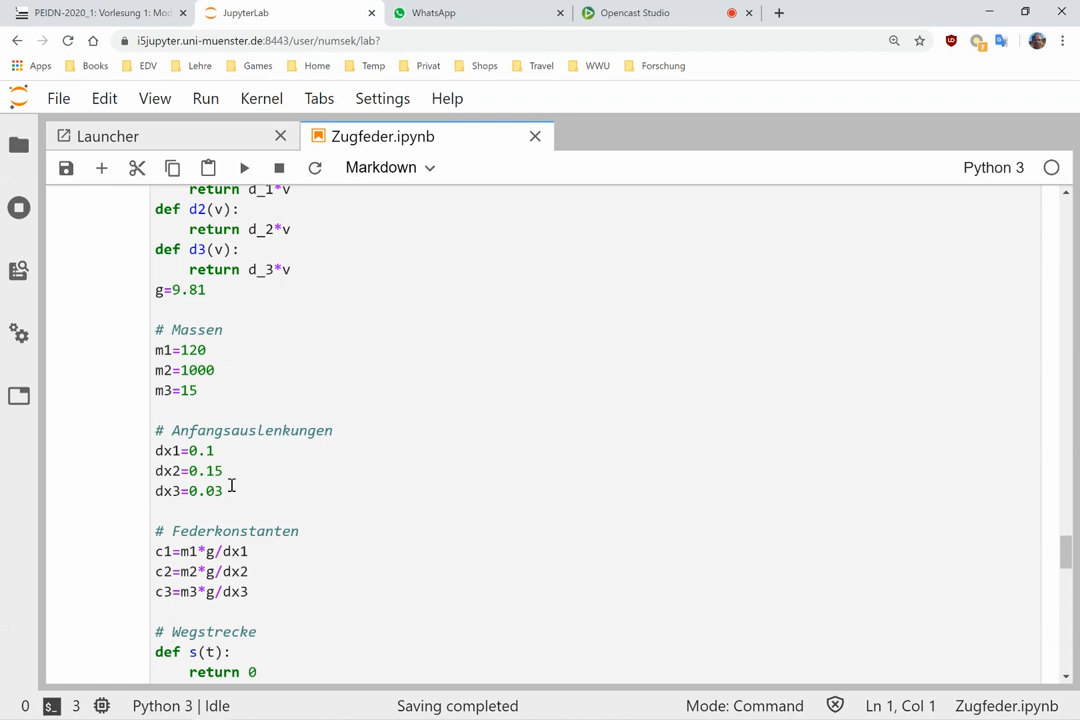 PEIDN-2020_1: Vorlesung 1: Mod
JupyterLab
WhatsApp
Opencast Studio
i5jupyter.uni-muenster.de:8443/user/numsek/lab?
Apps Books EDV Lehre Games Home Temp Privat Shops Travel WWU Forschung
File Edit View Run Kernel Tabs Settings Help
Launcher
Zugfeder.ipynb
Markdown
Python 3
return d_1*v
def d2(v):
return d_2*v
def d3(v):
return d_3*v
g=9.81
# Massen
m1=120
m2=1000
m3=15
# Anfangsauslenkungen
dx1=0.1
dx2=0.15
dx3=0.03
# Federkonstanten
c1=m1*g/dx1
c2=m2*g/dx2
c3=m3*g/dx3
# Wegstrecke
def s(t):
return 0
0 $_ 3 Python 3 | Idle Saving completed Mode: Command Ln 1, Col 1 Zugfeder.ipynb